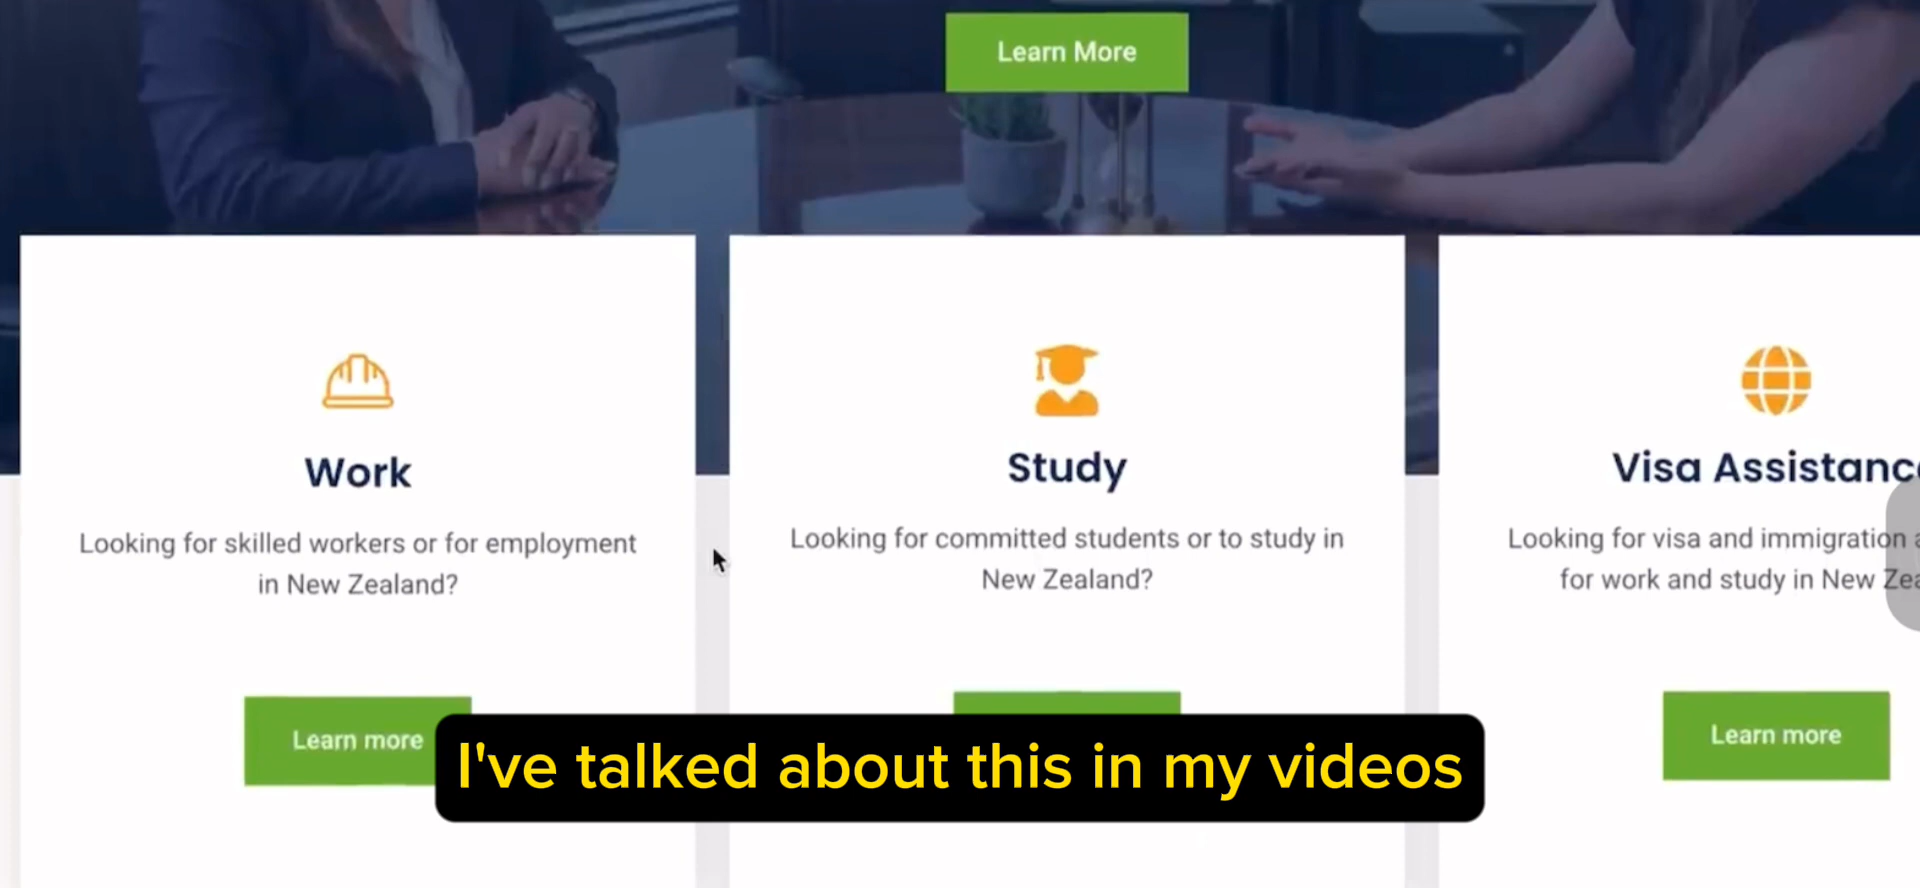 Learn More
Work
Looking for skilled workers or for employment
in New Zealand?
Learn more
Study
Looking for committed students or to study in
New Zealand?
Visa Assistance
Looking for visa and immigration
for work and study in New
Learn more
I've talked about this in my videos